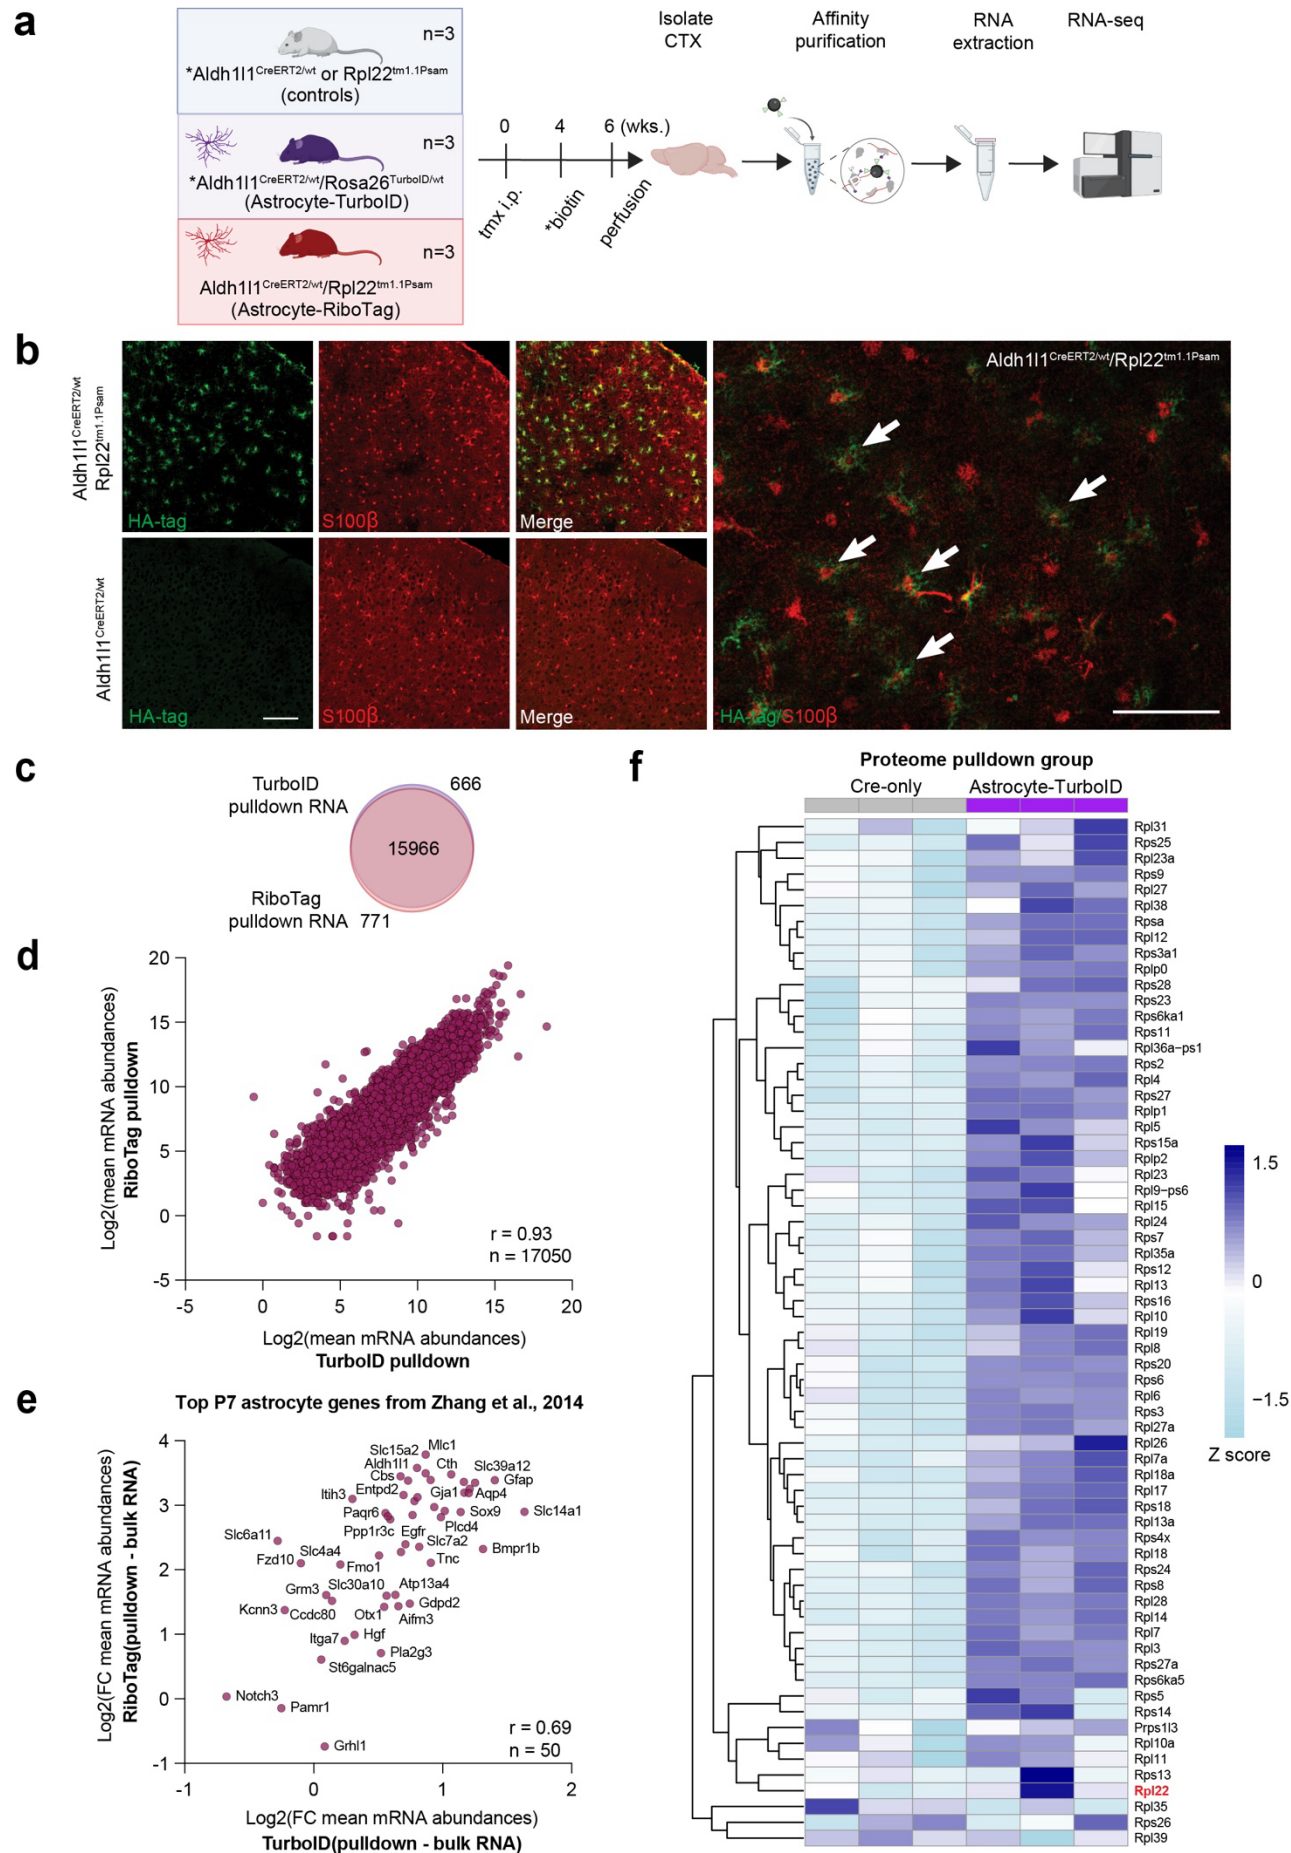 a
n=3
*Aldh1l1CreERT2/wt or Rpl22tm1.1Psam
(controls)
n=3
*Aldh1l1CreERT2/wt/Rosa26TurboID/wt
(Astrocyte-TurboID)
n=3
Aldh1l1CreERT2/wt/Rpl22tm1.1Psam
(Astrocyte-RiboTag)
0 4 6 (wks.)
tmx i.p.
*biotin
perfusion
Isolate
CTX
Affinity
purification
RNA
extraction
RNA-seq
b
Aldh1l1CreERT2/wt
Rpl22tm1.1Psam
HA-tag
S100β
Merge
Aldh1l1CreERT2/wt
HA-tag
S100β
Merge
Aldh1l1CreERT2/wt/Rpl22tm1.1Psam
HA-tag/S100β
c
TurboID
pulldown RNA
666
15966
RiboTag
pulldown RNA
771
d
Log2(mean mRNA abundances)
RiboTag pulldown
20
15
10
5
0
-5
r = 0.93
n = 17050
-5 0 5 10 15 20
Log2(mean mRNA abundances)
TurboID pulldown
e
Top P7 astrocyte genes from Zhang et al., 2014
Log2(FC mean mRNA abundances)
RiboTag(pulldown - bulk RNA)
4
3
2
1
0
-1
Slc15a2
Mlc1
Aldh1l1
Cth
Slc39a12
Cbs
Gfap
Entpd2
Gja1
Aqp4
Itih3
Paqr6
Sox9
Slc14a1
Ppp1r3c
Egfr
Plcd4
Slc6a11
Slc7a2
Bmpr1b
Slc4a4
Fzd10
Fmo1
Tnc
Grm3
Slc30a10
Atp13a4
Gdpd2
Kcnn3
Ccdc80
Otx1
Aifm3
Itga7
Hgf
Pla2g3
St6galnac5
Notch3
Pamr1
Grhl1
r = 0.69
n = 50
-1 0 1 2
Log2(FC mean mRNA abundances)
TurboID(pulldown - bulk RNA)
f
Proteome pulldown group
Cre-only
Astrocyte-TurboID
Rpl31
Rps25
Rpl23a
Rps9
Rpl27
Rpl38
Rpsa
Rpl12
Rps3a1
Rplp0
Rps28
Rps23
Rps6ka1
Rps11
Rpl36a−ps1
Rps2
Rpl4
Rps27
Rplp1
Rpl5
Rps15a
Rplp2
Rpl23
Rpl9−ps6
Rpl15
Rpl24
Rps7
Rpl35a
Rps12
Rpl13
Rps16
Rpl10
Rpl19
Rpl8
Rps20
Rps6
Rpl6
Rps3
Rpl27a
Rpl26
Rpl7a
Rpl18a
Rpl17
Rps18
Rpl13a
Rps4x
Rpl18
Rps24
Rps8
Rpl28
Rpl14
Rpl7
Rpl3
Rps27a
Rps6ka5
Rps5
Rps14
Prps1l3
Rpl10a
Rpl11
Rps13
Rpl22
Rpl35
Rps26
Rpl39
1.5
0
−1.5
Z score